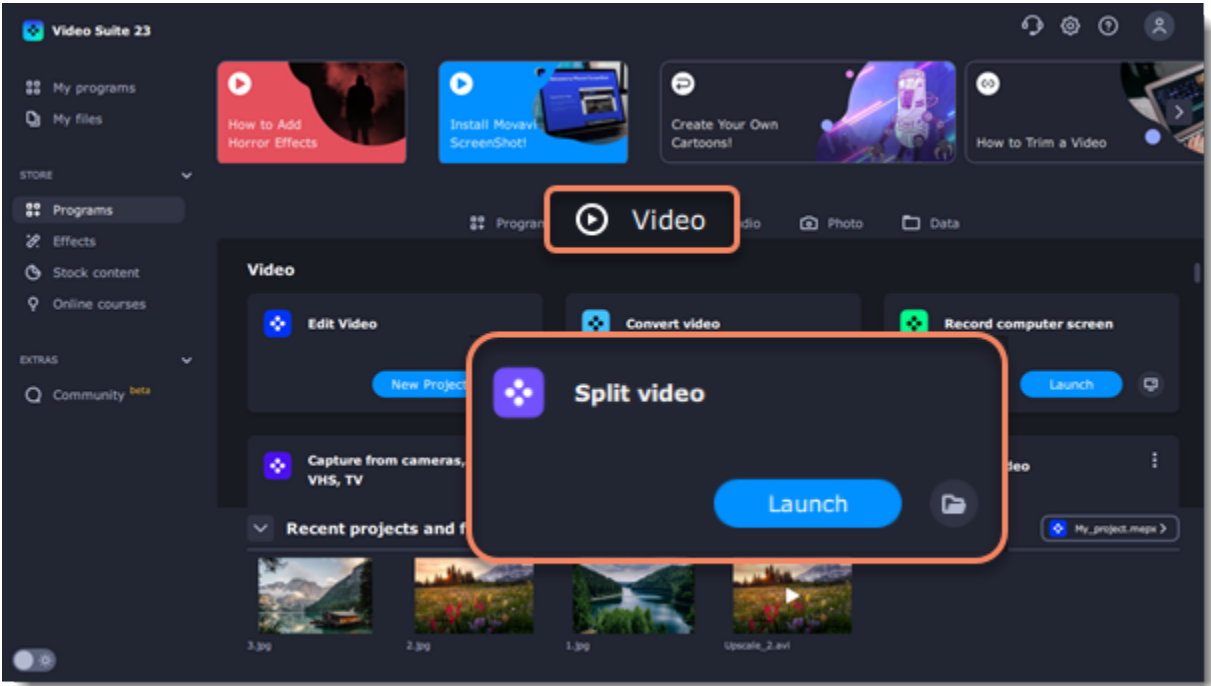 Video Suite 23
My programs
My files
STORE
Programs
Effects
Stock content
Online courses
EXTRAS
Community beta
How to Add
Horror Effects
Install Movavi
ScreenShot!
Create Your Own
Cartoons!
How to Trim a Video
Program
Video
dio
Photo
Data
Video
Edit Video
New Project
Convert video
Record computer screen
Launch
Split video
Launch
Capture from cameras,
VHS, TV
deo
Recent projects and f
My_project.mepx
3.jpg
2.jpg
1.jpg
Upscale_2.avi